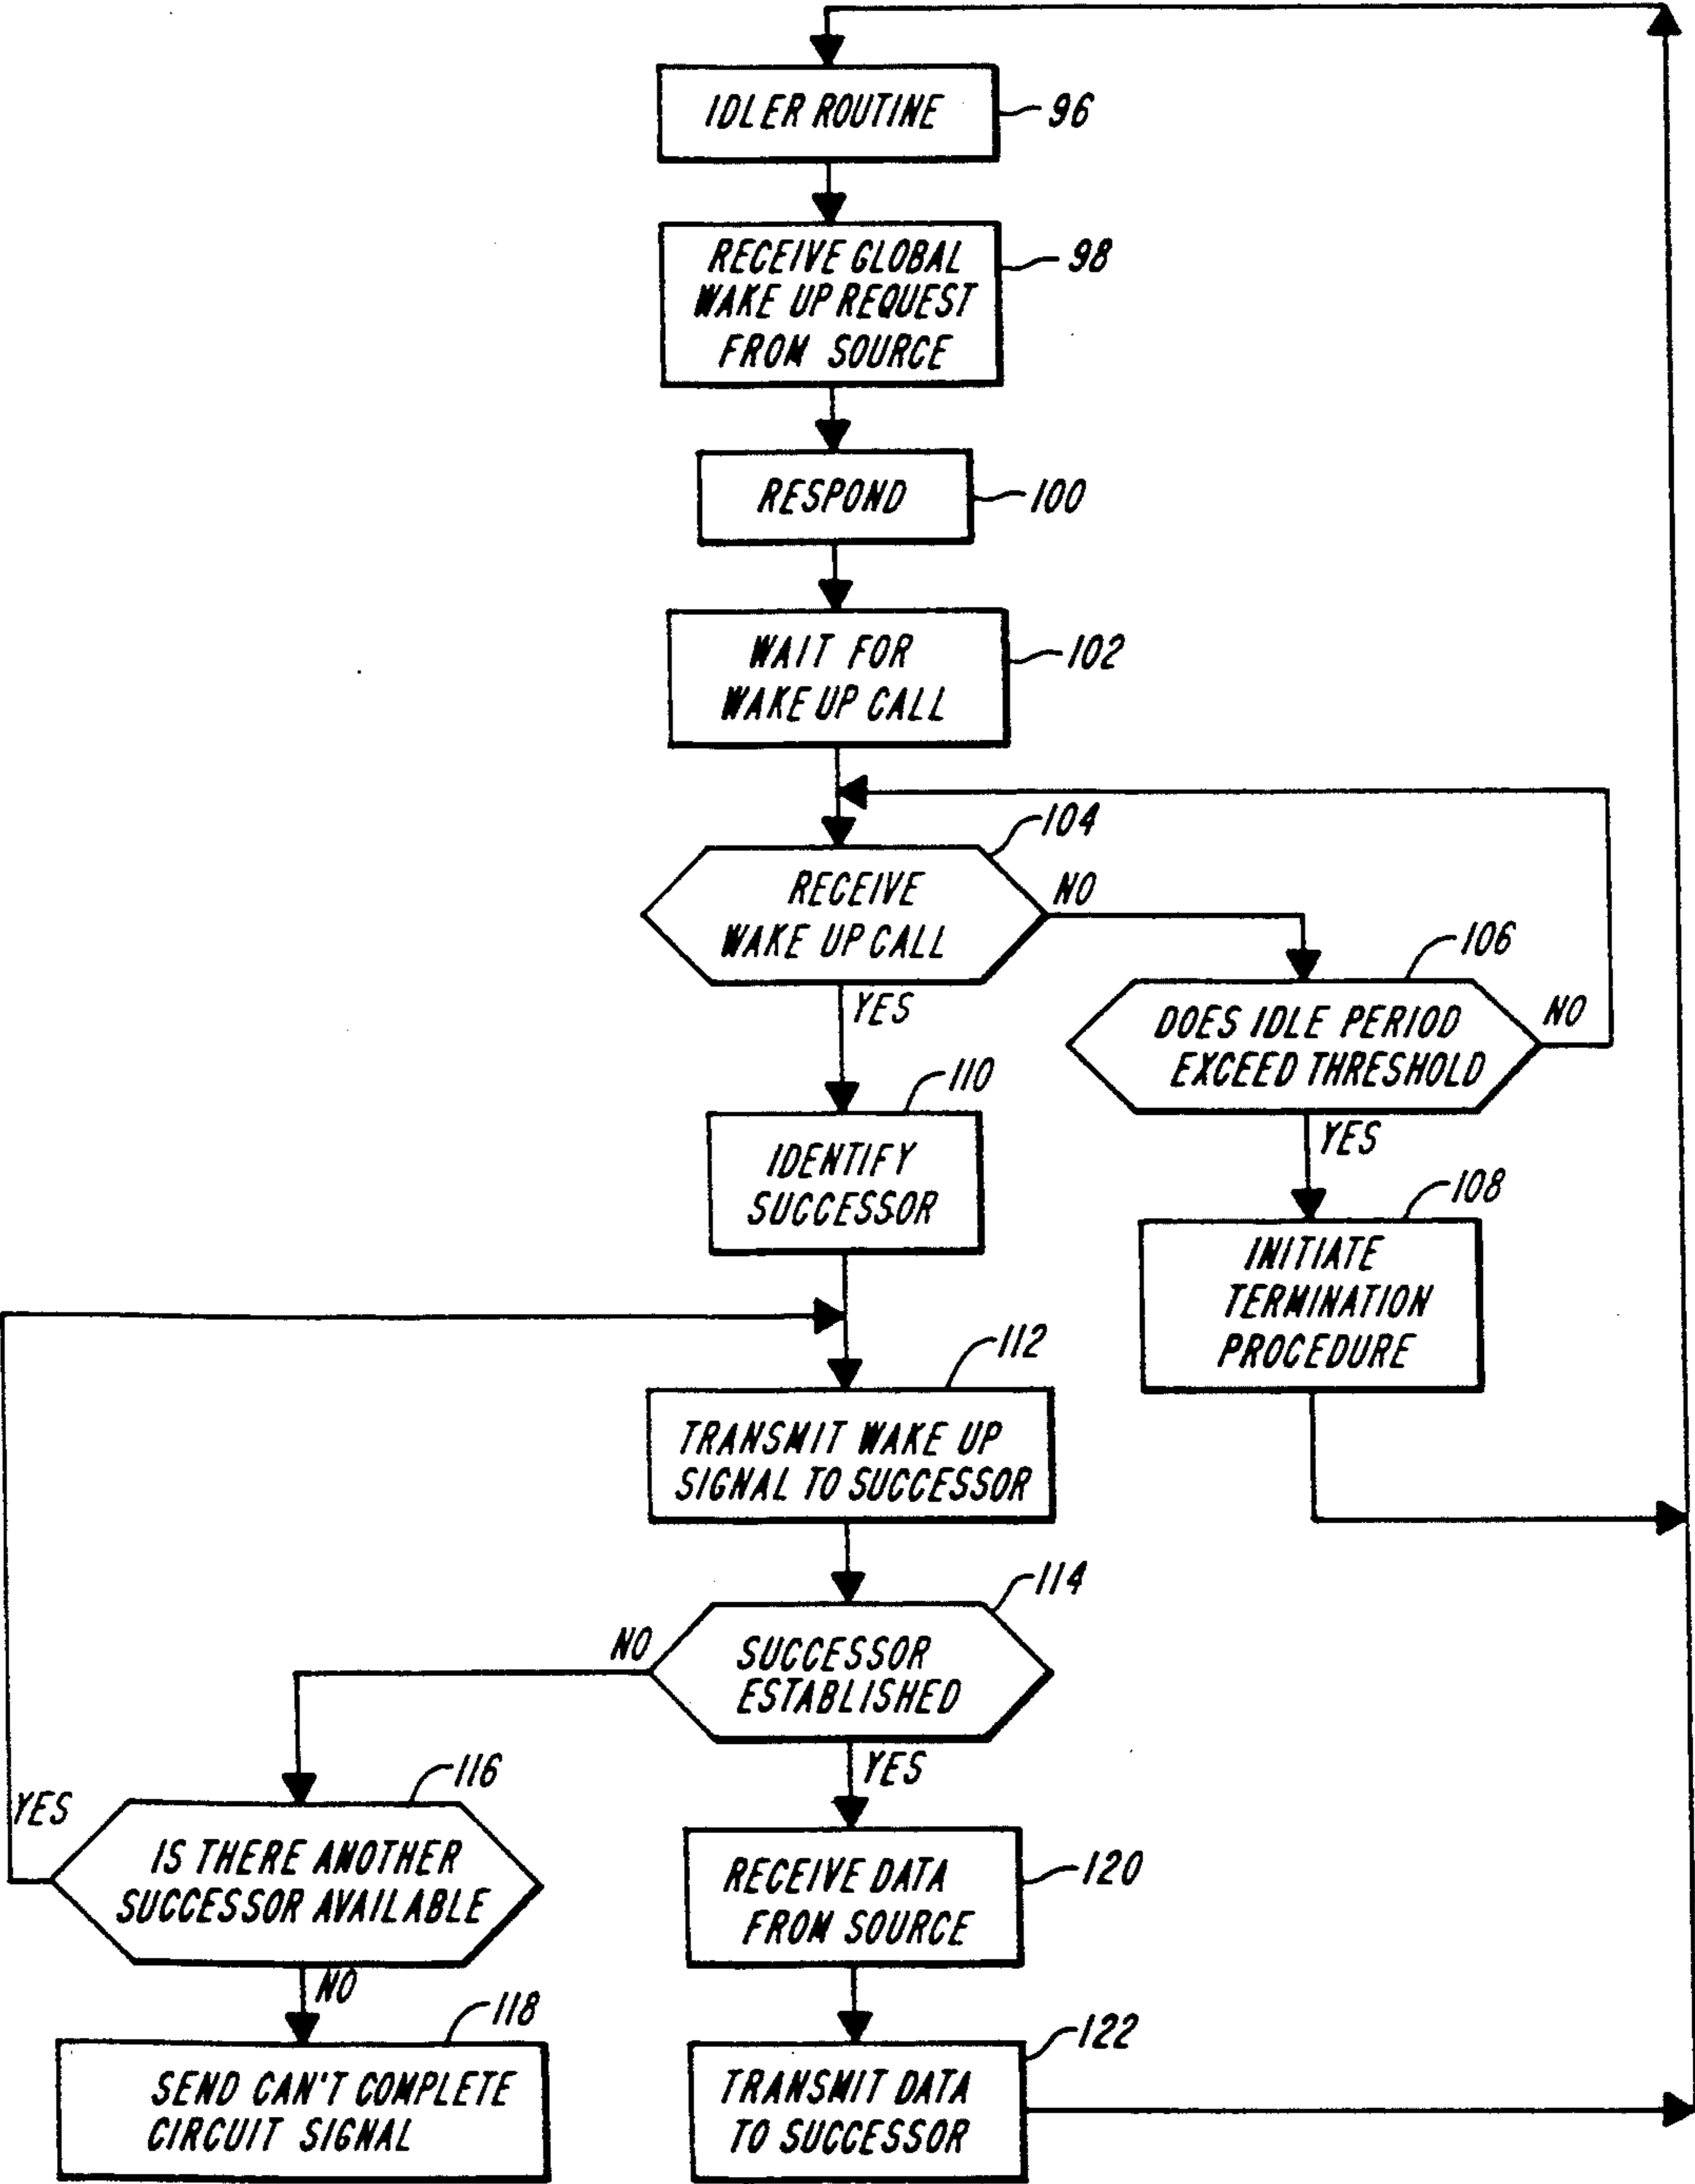 IDLER ROUTINE
96
RECEIVE GLOBAL
WAKE UP REQUEST
FROM SOURCE
98
RESPOND
100
WAIT FOR
WAKE UP CALL
102
104
RECEIVE
WAKE UP CALL
NO
YES
106
DOES IDLE PERIOD
EXCEED THRESHOLD
NO
YES
110
IDENTIFY
SUCCESSOR
108
INITIATE
TERMINATION
PROCEDURE
112
TRANSMIT WAKE UP
SIGNAL TO SUCCESSOR
114
SUCCESSOR
ESTABLISHED
NO
YES
116
YES
IS THERE ANOTHER
SUCCESSOR AVAILABLE
NO
120
RECEIVE DATA
FROM SOURCE
118
SEND CAN'T COMPLETE
CIRCUIT SIGNAL
122
TRANSMIT DATA
TO SUCCESSOR